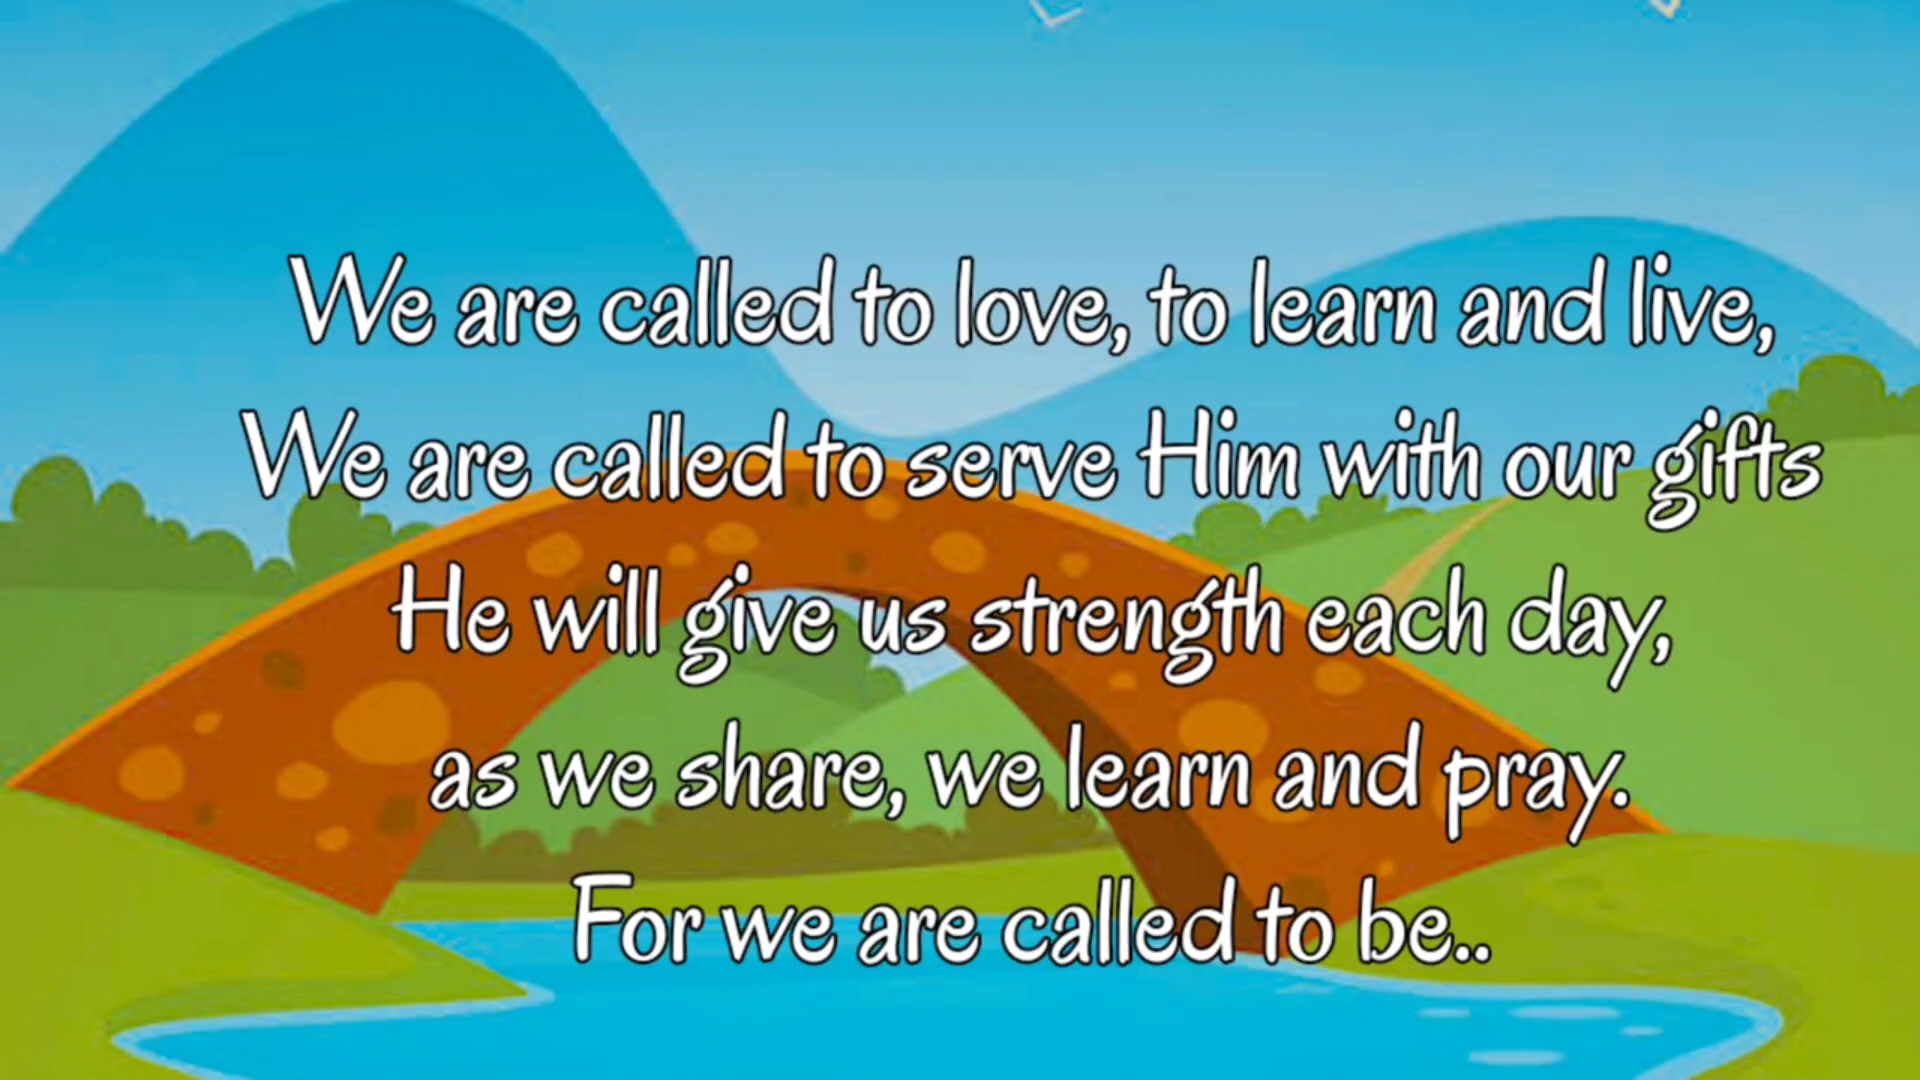 We are called to love, to learn and live,
We are called to serve Him with our gifts
He will give us strength each day,
as we share, we learn and pray.
For we are called to be..